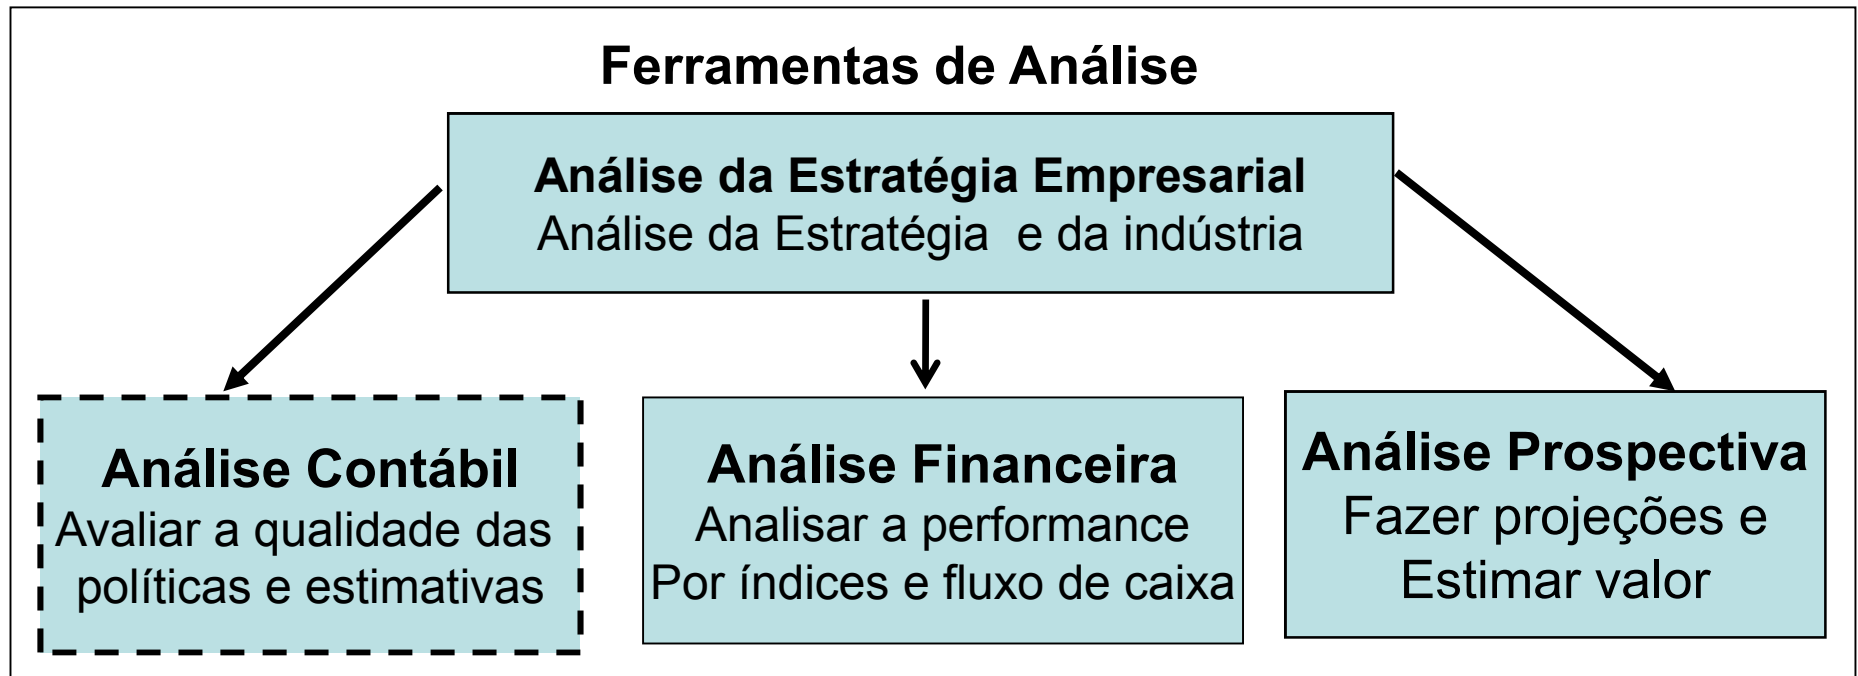 Ferramentas de Análise
Análise da Estratégia Empresarial
Análise da Estratégia e da indústria
Análise Contábil
Avaliar a qualidade das
políticas e estimativas
Análise Financeira
Analisar a performance
Por índices e fluxo de caixa
Análise Prospectiva
Fazer projeções e
Estimar valor